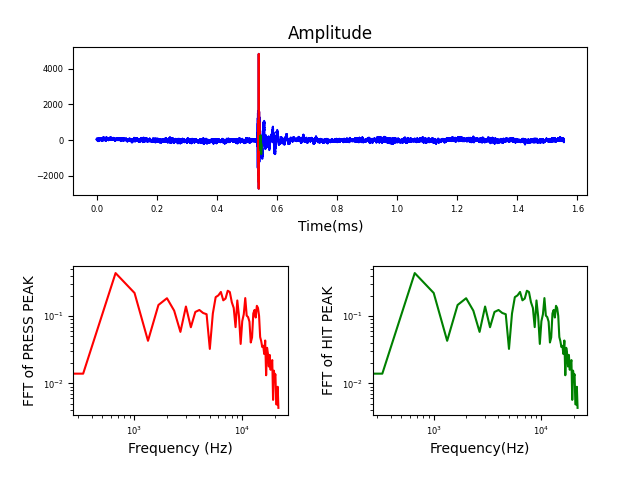 Amplitude
4000
2000
0
−2000
0.0 0.2 0.4 0.6 0.8 1.0 1.2 1.4 1.6
Time(ms)
FFT of PRESS PEAK
10⁻¹
10⁻²
10³ 10⁴
Frequency (Hz)
FFT of HIT PEAK
10⁻¹
10⁻²
10³ 10⁴
Frequency(Hz)